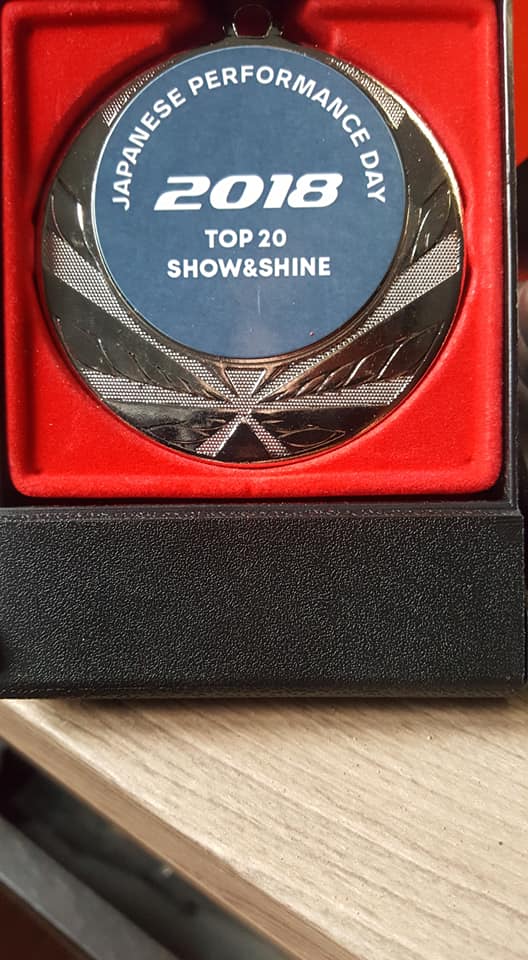 JAPANESE PERFORMANCE DAY
2018
TOP 20
SHOW&SHINE